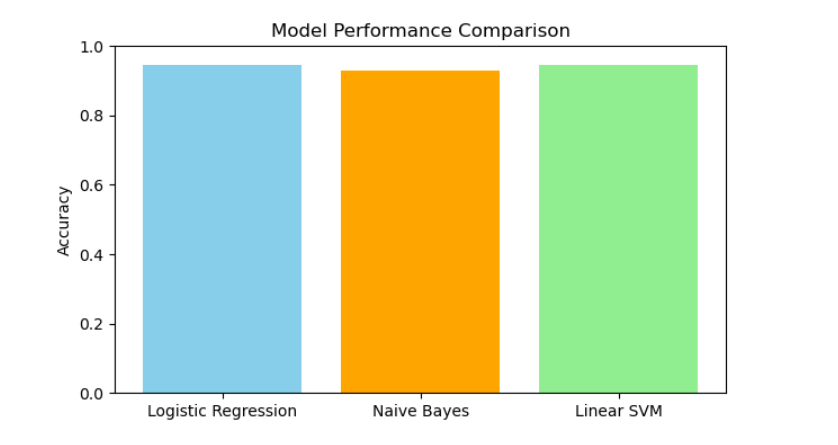 Model Performance Comparison
1.0
0.8
0.6
0.4
0.2
0.0
Accuracy
Logistic Regression Naive Bayes Linear SVM